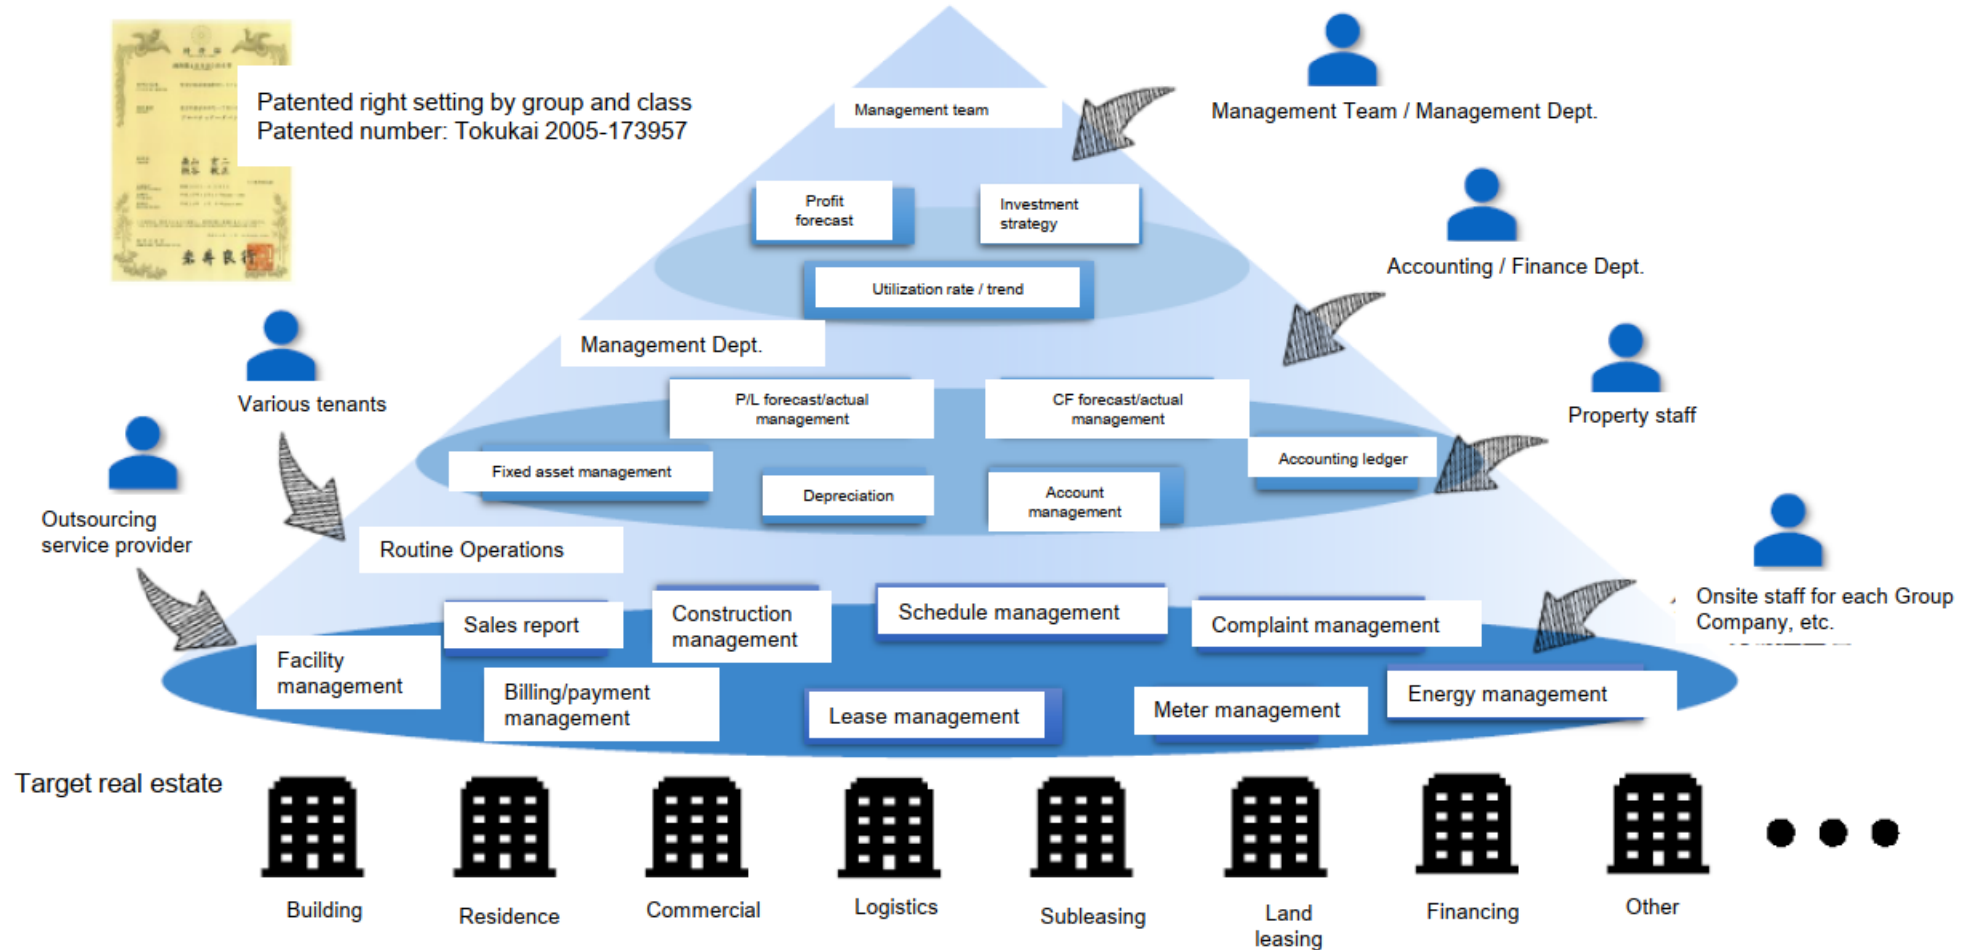 特許証
Patented right setting by group and class
Patented number: Tokukai 2005-173957
Management team
Management Team / Management Dept.
Profit
forecast
Investment
strategy
Accounting / Finance Dept.
Utilization rate / trend
Management Dept.
Various tenants
P/L forecast/actual
management
CF forecast/actual
management
Property staff
Fixed asset management
Accounting ledger
Depreciation
Account
management
Outsourcing
service provider
Routine Operations
Onsite staff for each Group
Company, etc.
Sales report
Construction
management
Schedule management
Complaint management
Facility
management
Billing/payment
management
Lease management
Meter management
Energy management
Target real estate
Building
Residence
Commercial
Logistics
Subleasing
Land
leasing
Financing
Other